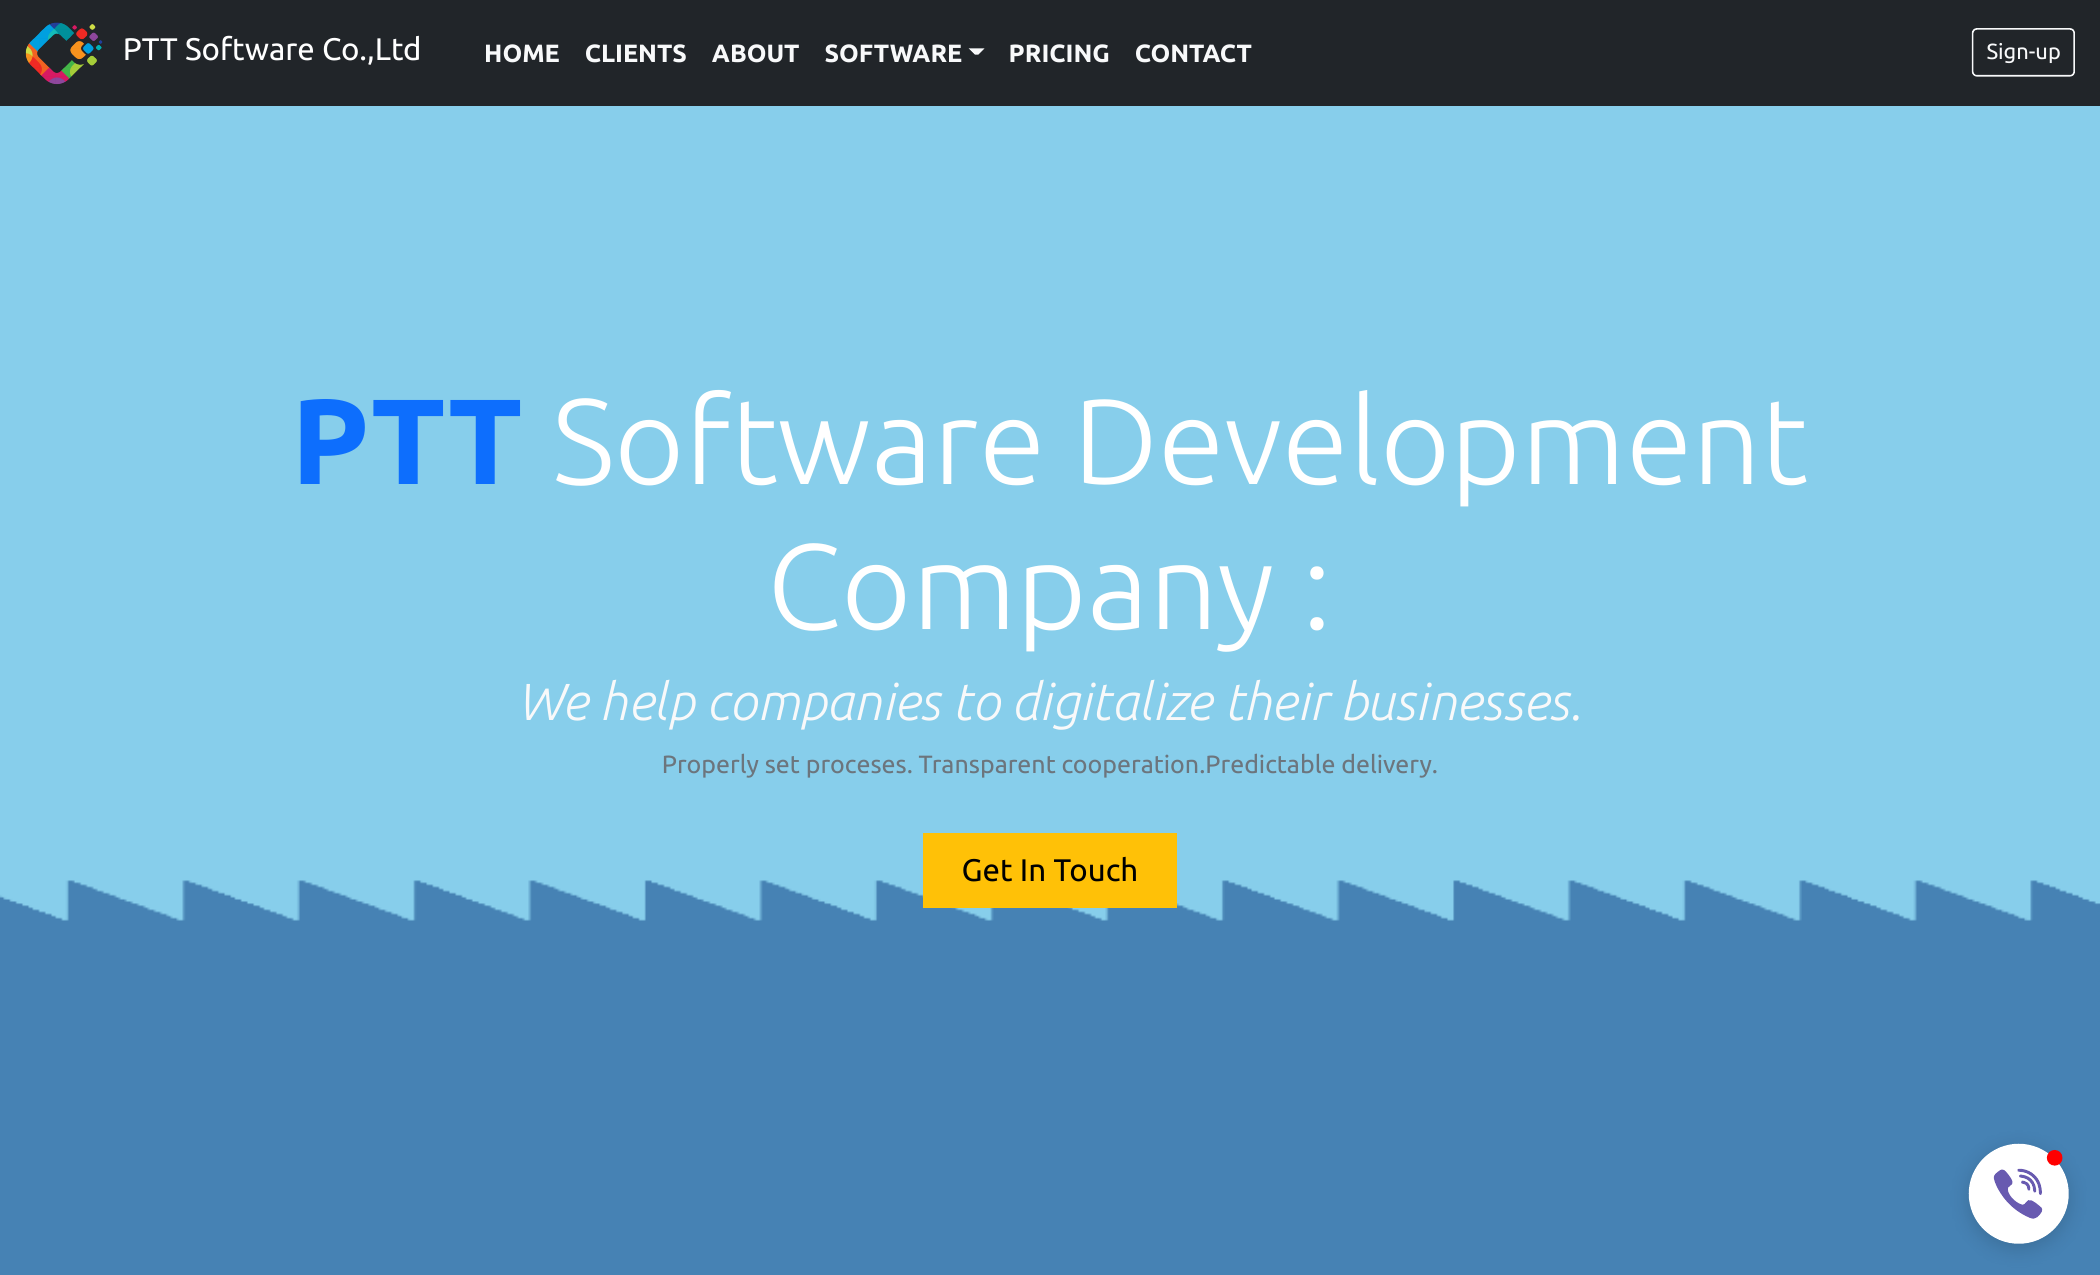 PTT Software Co.,Ltd
HOME CLIENTS ABOUT SOFTWARE PRICING CONTACT
Sign-up
PTT Software Development
Company :
We help companies to digitalize their businesses.
Properly set proceses. Transparent cooperation.Predictable delivery.
Get In Touch